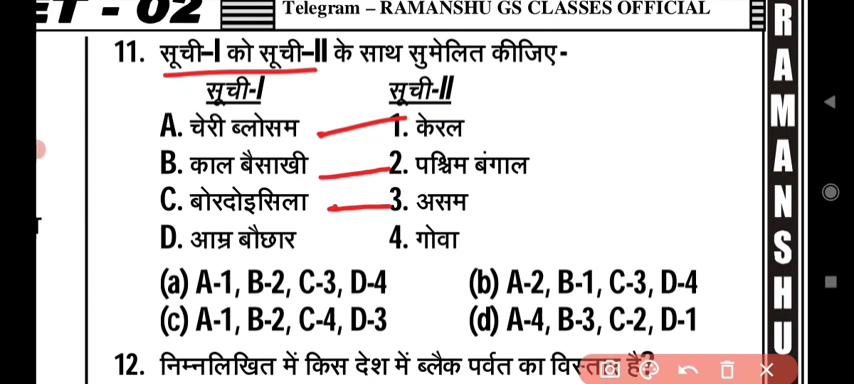 ET - 02
Telegram – RAMANSHU GS CLASSES OFFICIAL
11. सूची-I को सूची-II के साथ सुमेलित कीजिए-
सूची-I सूची-II
A. चेरी ब्लोसम 1. केरल
B. काल बैसाखी 2. पश्चिम बंगाल
C. बोरदोइसिला 3. असम
D. आम्र बौछार 4. गोवा
(a) A-1, B-2, C-3, D-4 (b) A-2, B-1, C-3, D-4
(c) A-1, B-2, C-4, D-3 (d) A-4, B-3, C-2, D-1
12. निम्नलिखित में किस देश में ब्लैक पर्वत का विस्तार है?
RAMANSHU